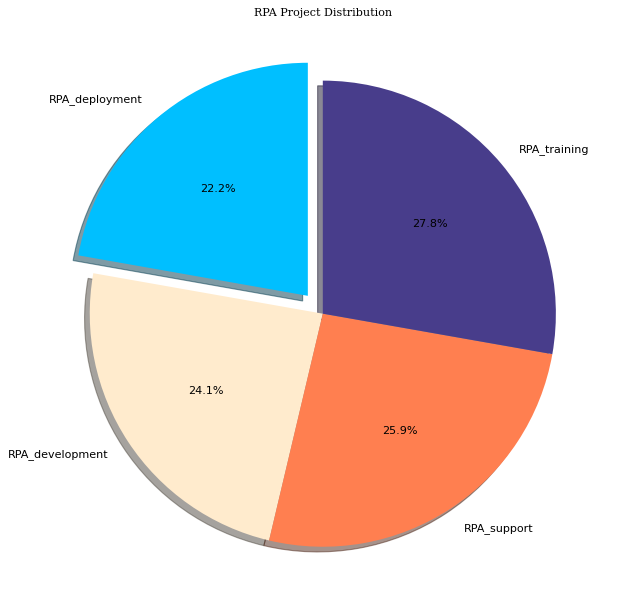 RPA Project Distribution
RPA_deployment
22.2%
RPA_training
27.8%
24.1%
RPA_development
25.9%
RPA_support